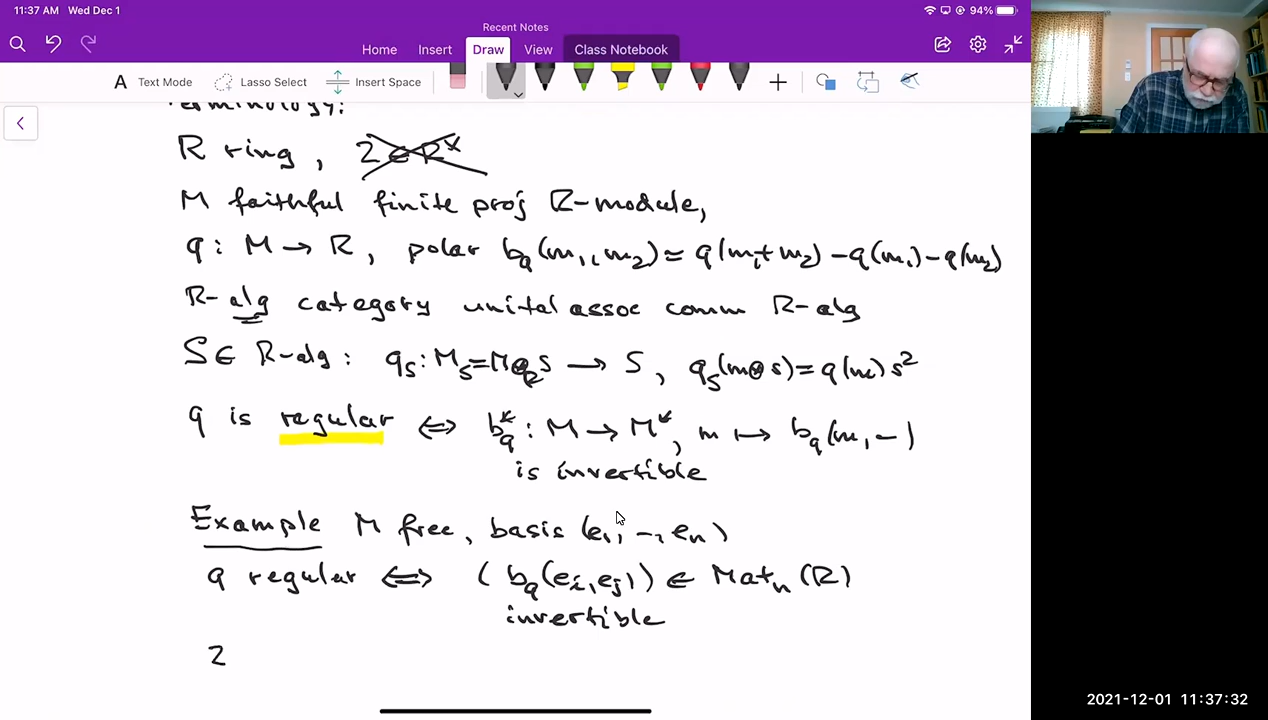 11:37 AM Wed Dec 1
94%
Recent Notes
Home Insert Draw View Class Notebook
A Text Mode Lasso Select Insert Space
Terminology:
R ring, 2 ∈ R^x
M faithful finite proj R-module,
q : M → R, polar b_q(m_1, m_2) = q(m_1 + m_2) - q(m_1) - q(m_2)
R-alg category unital assoc comm R-alg
S ∈ R-alg : q_S : M_S = M ⊗_R S → S, q_S(m ⊗ s) = q(m) s^2
q is regular ⇔ b_q^* : M → M^*, m ↦ b_q(m, -)
is invertible
Example M free, basis (e_1, -, e_n)
q regular ⇔ (b_q(e_i, e_j)) ∈ Mat_n(R)
invertible
2
2021-12-01 11:37:32